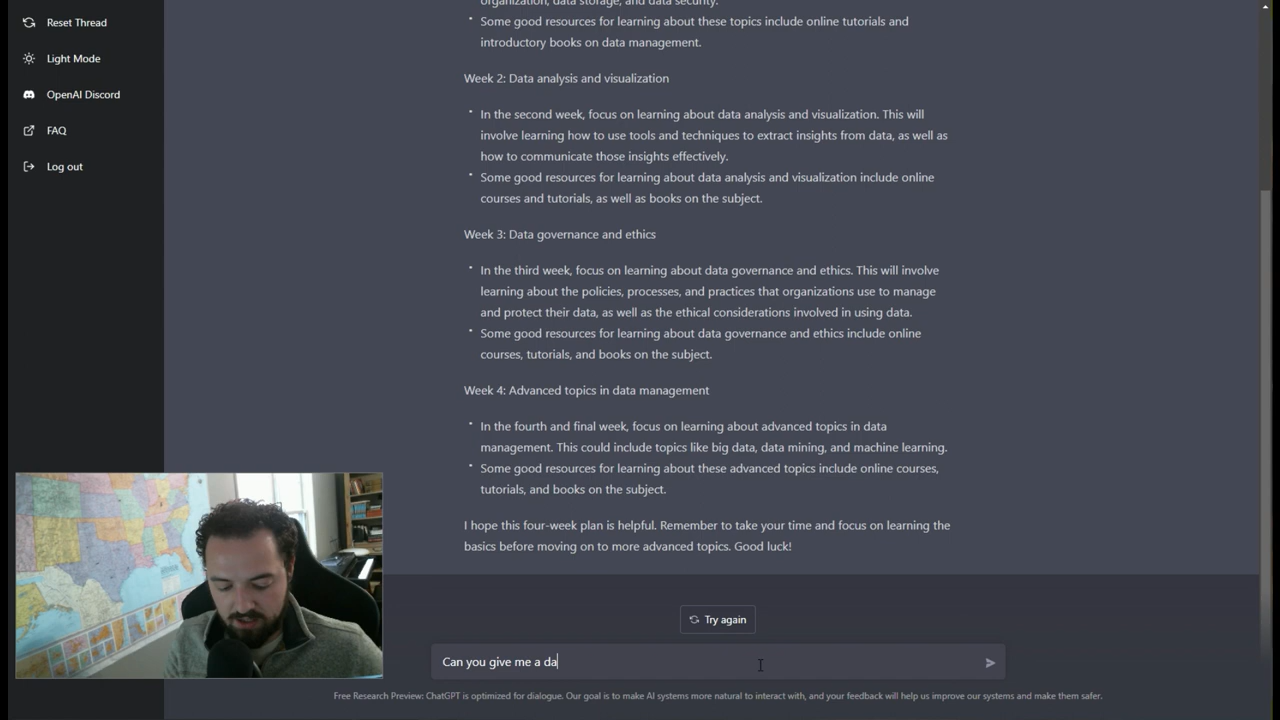 Reset Thread
Light Mode
OpenAI Discord
FAQ
Log out
organization, data storage, and data security.
Some good resources for learning about these topics include online tutorials and
introductory books on data management.
Week 2: Data analysis and visualization
In the second week, focus on learning about data analysis and visualization. This will
involve learning how to use tools and techniques to extract insights from data, as well as
how to communicate those insights effectively.
Some good resources for learning about data analysis and visualization include online
courses and tutorials, as well as books on the subject.
Week 3: Data governance and ethics
In the third week, focus on learning about data governance and ethics. This will involve
learning about the policies, processes, and practices that organizations use to manage
and protect their data, as well as the ethical considerations involved in using data.
Some good resources for learning about data governance and ethics include online
courses, tutorials, and books on the subject.
Week 4: Advanced topics in data management
In the fourth and final week, focus on learning about advanced topics in data
management. This could include topics like big data, data mining, and machine learning.
Some good resources for learning about these advanced topics include online courses,
tutorials, and books on the subject.
I hope this four-week plan is helpful. Remember to take your time and focus on learning the
basics before moving on to more advanced topics. Good luck!
Try again
Can you give me a da
Free Research Preview: ChatGPT is optimized for dialogue. Our goal is to make AI systems more natural to interact with, and your feedback will help us improve our systems and make them safer.